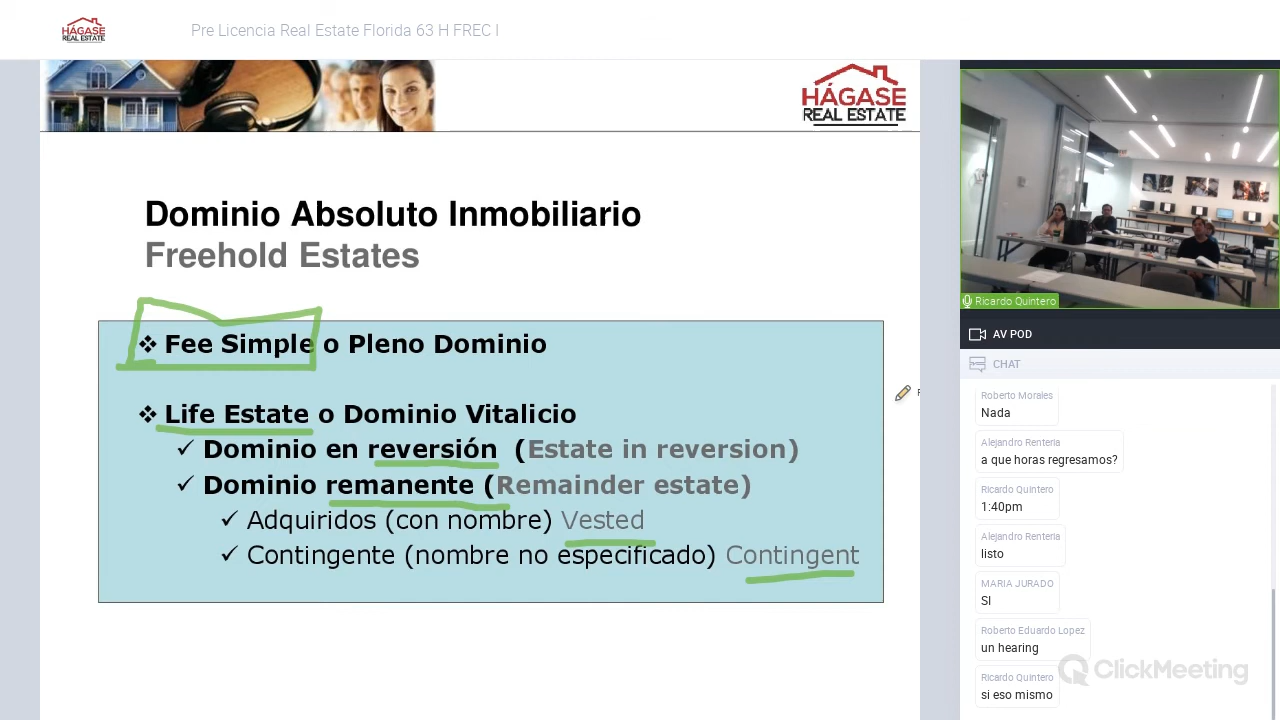 HÁGASE
REAL ESTATE
Pre Licencia Real Estate Florida 63 H FREC I
HÁGASE
REAL ESTATE
Dominio Absoluto Inmobiliario
Freehold Estates
❖ Fee Simple o Pleno Dominio
❖ Life Estate o Dominio Vitalicio
✓ Dominio en reversión (Estate in reversion)
✓ Dominio remanente (Remainder estate)
✓ Adquiridos (con nombre) Vested
✓ Contingente (nombre no especificado) Contingent
Ricardo Quintero
AV POD
CHAT
Roberto Morales
Nada
Alejandro Renteria
a que horas regresamos?
Ricardo Quintero
1:40pm
Alejandro Renteria
listo
MARIA JURADO
SI
Roberto Eduardo Lopez
un hearing
Ricardo Quintero
si eso mismo
ClickMeeting